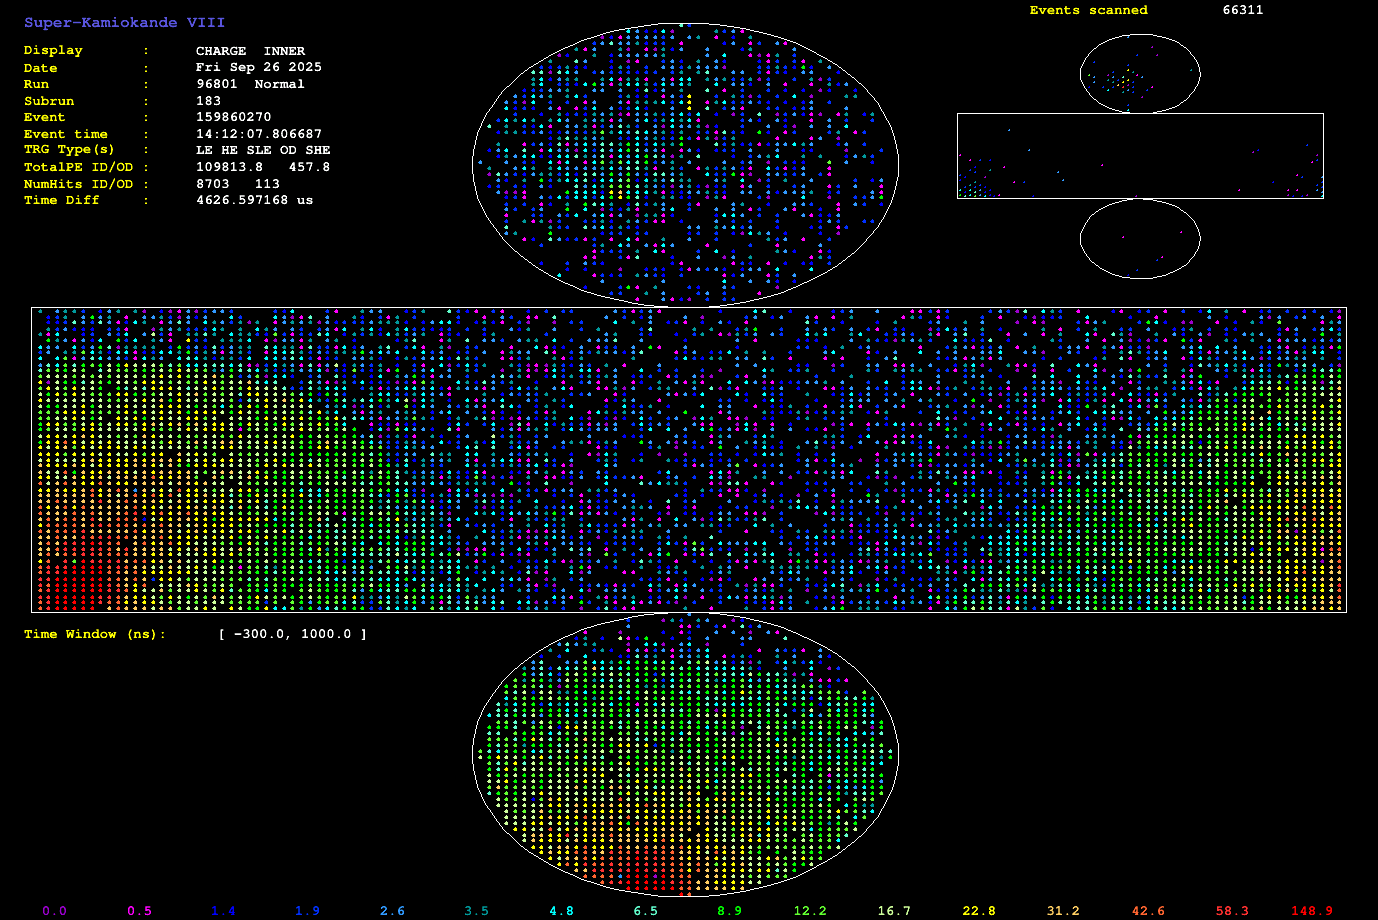 Super-Kamiokande VIII
Display : CHARGE INNER
Date : Fri Sep 26 2025
Run : 96801 Normal
Subrun : 183
Event : 159860270
Event time : 14:12:07.806687
TRG Type(s) : LE HE SLE OD SHE
TotalPE ID/OD : 109813.8 457.8
NumHits ID/OD : 8703 113
Time Diff : 4626.597168 us
Events scanned 66311
Time Window (ns): [ -300.0, 1000.0 ]
0.0 0.5 1.4 1.9 2.6 3.5 4.8 6.5 8.9 12.2 16.7 22.8 31.2 42.6 58.3 148.9